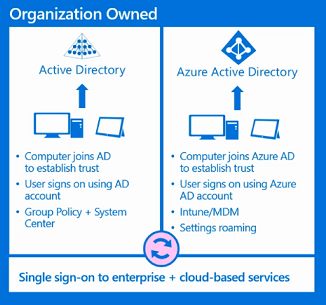 Organization Owned
Active Directory
• Computer joins AD
to establish trust
• User signs on using AD
account
• Group Policy + System
Center
Azure Active Directory
• Computer joins Azure AD
to establish trust
• User signs on using Azure
AD account
• Intune/MDM
• Settings roaming
Single sign-on to enterprise + cloud-based services